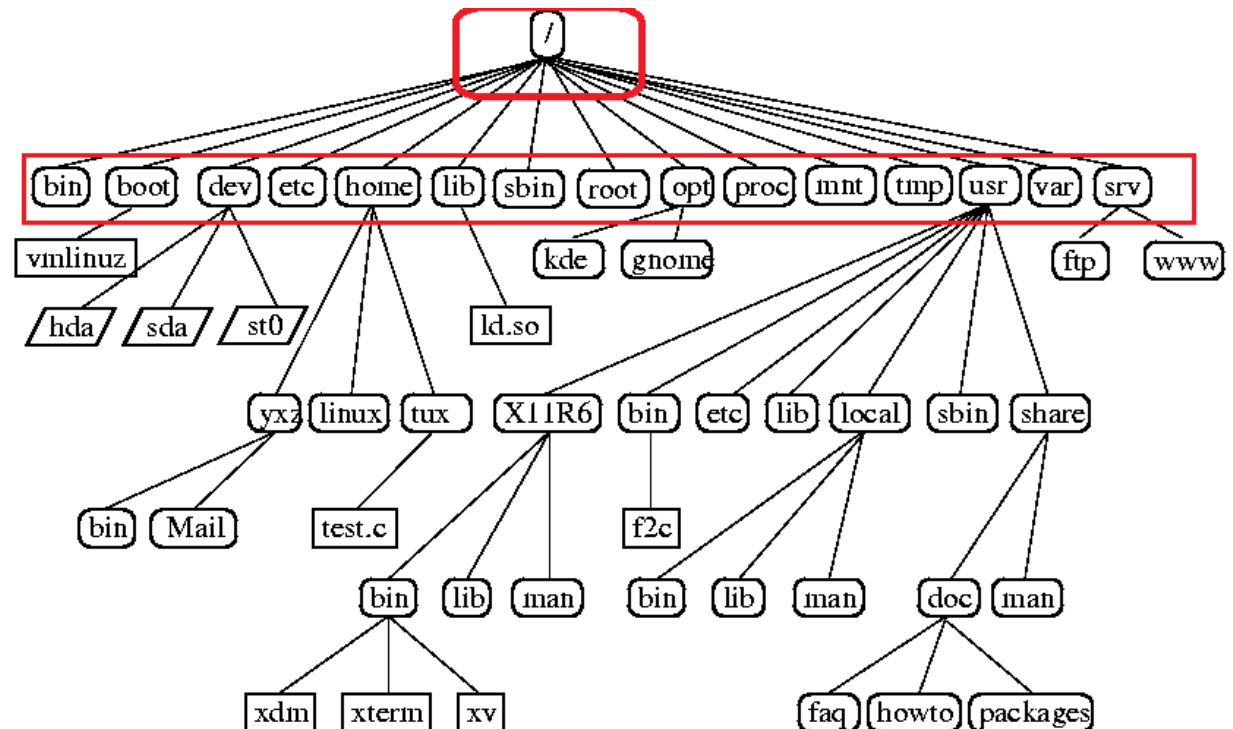 /
bin boot dev etc home lib sbin root opt proc mnt tmp usr var srv
vmlinuz kde gnome ftp www
hda sda st0 ld.so
yxz linux tux X11R6 bin etc lib local sbin share
bin Mail test.c f2c
bin lib man bin lib man doc man
xdm xterm xv faq howto packages